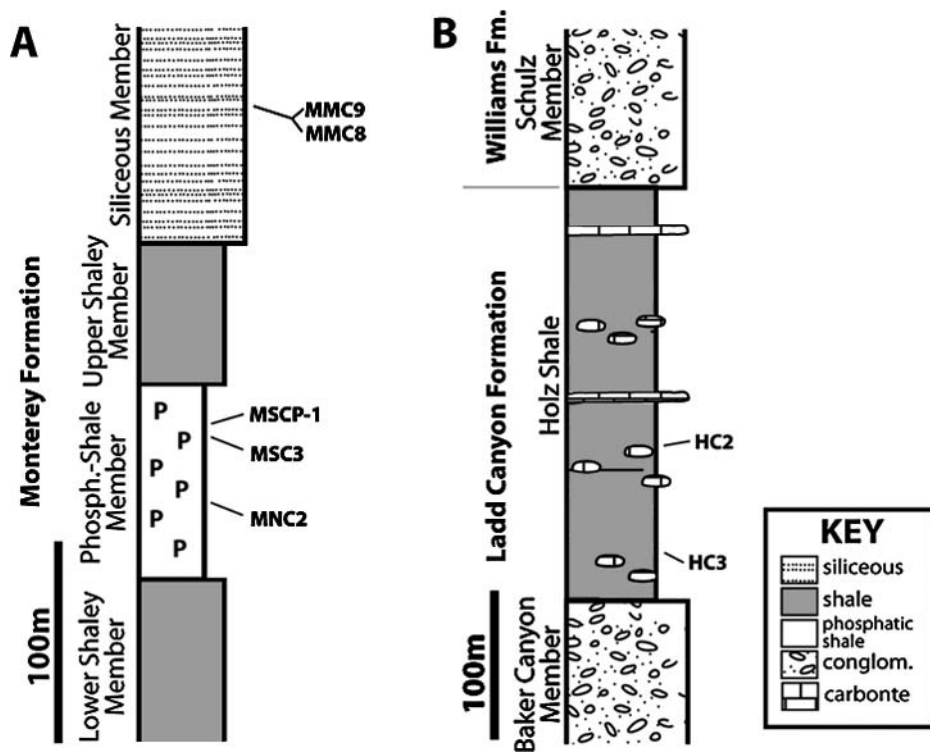 A
Siliceous Member
MMC9
MMC8
Monterey Formation
Upper Shaley
Member
Phosph.-Shale
Member
P
P
P
P
P
P
MSCP-1
MSC3
MNC2
Lower Shaley
Member
100m
B
Williams Fm.
Schulz
Member
Ladd Canyon Formation
Holz Shale
HC2
HC3
Baker Canyon
Member
100m
KEY
siliceous
shale
phosphatic
shale
conglom.
carbonte